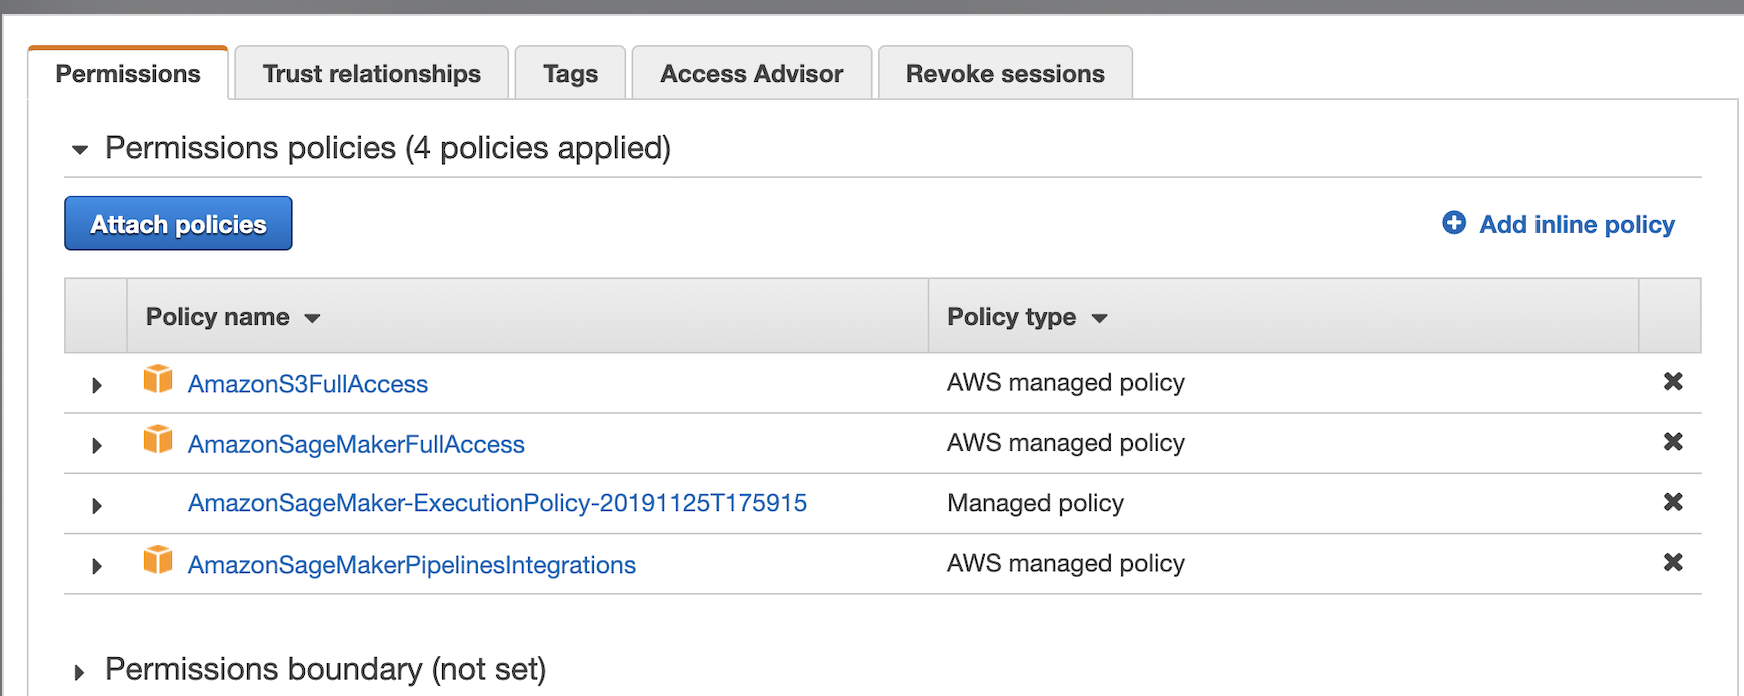 Permissions Trust relationships Tags Access Advisor Revoke sessions
Permissions policies (4 policies applied)
Attach policies Add inline policy
Policy name Policy type
AmazonS3FullAccess AWS managed policy
AmazonSageMakerFullAccess AWS managed policy
AmazonSageMaker-ExecutionPolicy-20191125T175915 Managed policy
AmazonSageMakerPipelinesIntegrations AWS managed policy
Permissions boundary (not set)